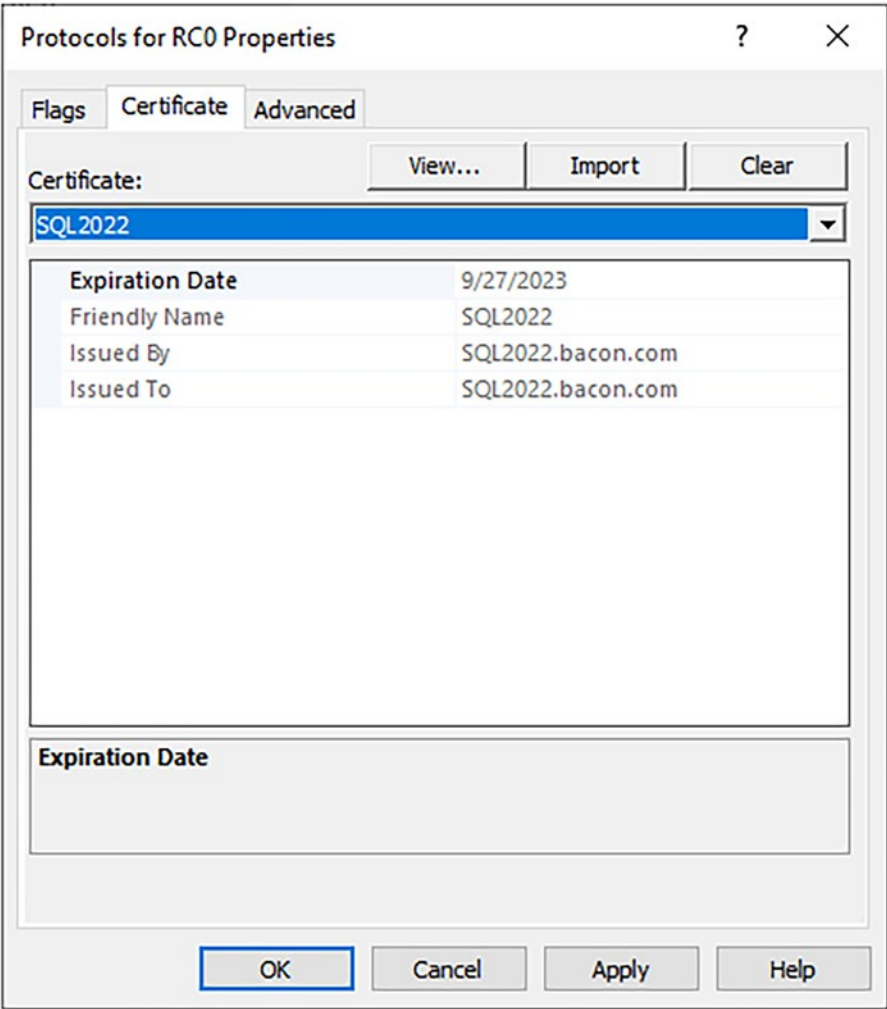 Protocols for RC0 Properties ? X
Flags Certificate Advanced
View... Import Clear
Certificate:
SQL2022
Expiration Date 9/27/2023
Friendly Name SQL2022
Issued By SQL2022.bacon.com
Issued To SQL2022.bacon.com
Expiration Date
OK Cancel Apply Help